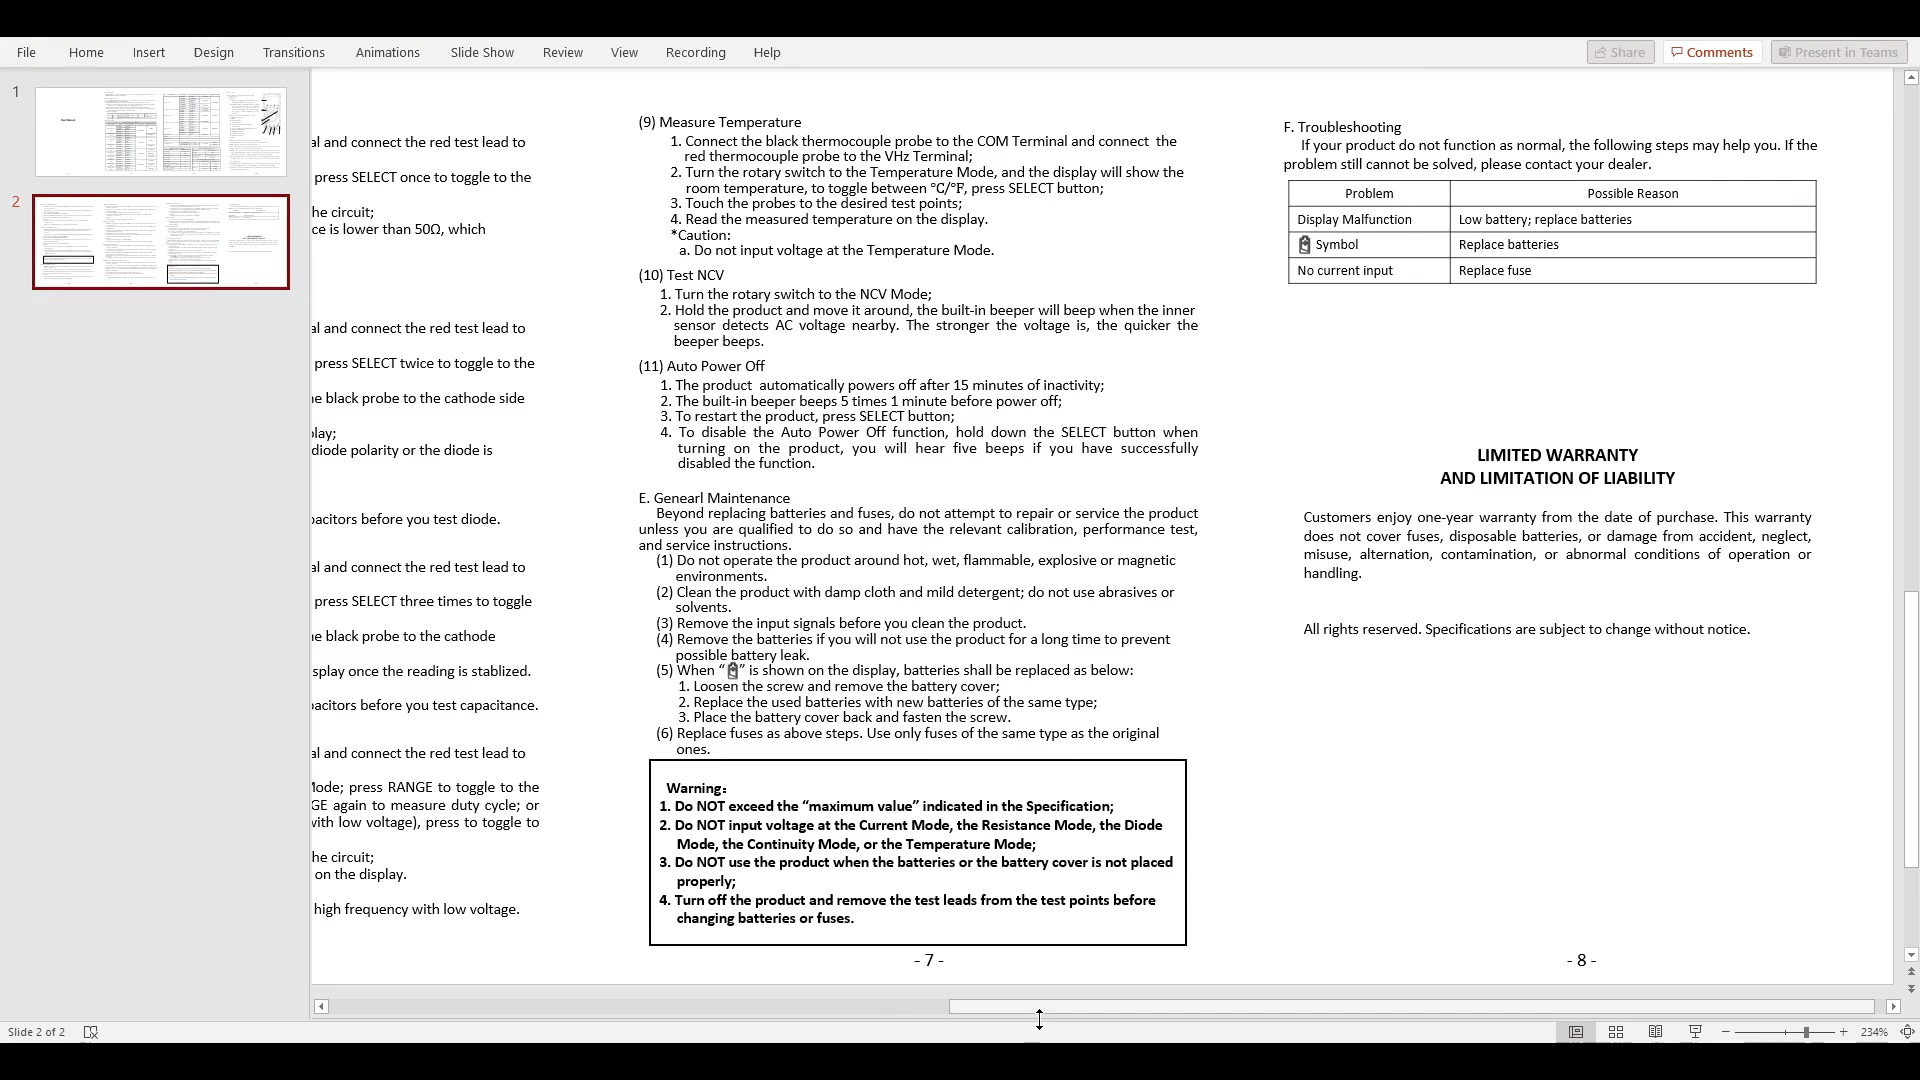 File Home Insert Design Transitions Animations Slide Show Review View Recording Help Share Comments Present in Teams
1
2
al and connect the red test lead to
press SELECT once to toggle to the
he circuit;
ce is lower than 50Ω, which
al and connect the red test lead to
press SELECT twice to toggle to the
e black probe to the cathode side
lay;
diode polarity or the diode is
pacitors before you test diode.
al and connect the red test lead to
press SELECT three times to toggle
e black probe to the cathode
splay once the reading is stablized.
pacitors before you test capacitance.
al and connect the red test lead to
Mode; press RANGE to toggle to the
GE again to measure duty cycle; or
with low voltage), press to toggle to
he circuit;
on the display.
high frequency with low voltage.
(9) Measure Temperature
1. Connect the black thermocouple probe to the COM Terminal and connect the
red thermocouple probe to the VHz Terminal;
2. Turn the rotary switch to the Temperature Mode, and the display will show the
room temperature, to toggle between °C/°F, press SELECT button;
3. Touch the probes to the desired test points;
4. Read the measured temperature on the display.
*Caution:
a. Do not input voltage at the Temperature Mode.
(10) Test NCV
1. Turn the rotary switch to the NCV Mode;
2. Hold the product and move it around, the built-in beeper will beep when the inner
sensor detects AC voltage nearby. The stronger the voltage is, the quicker the
beeper beeps.
(11) Auto Power Off
1. The product automatically powers off after 15 minutes of inactivity;
2. The built-in beeper beeps 5 times 1 minute before power off;
3. To restart the product, press SELECT button;
4. To disable the Auto Power Off function, hold down the SELECT button when
turning on the product, you will hear five beeps if you have successfully
disabled the function.
E. Genearl Maintenance
Beyond replacing batteries and fuses, do not attempt to repair or service the product
unless you are qualified to do so and have the relevant calibration, performance test,
and service instructions.
(1) Do not operate the product around hot, wet, flammable, explosive or magnetic
environments.
(2) Clean the product with damp cloth and mild detergent; do not use abrasives or
solvents.
(3) Remove the input signals before you clean the product.
(4) Remove the batteries if you will not use the product for a long time to prevent
possible battery leak.
(5) When “ ” is shown on the display, batteries shall be replaced as below:
1. Loosen the screw and remove the battery cover;
2. Replace the used batteries with new batteries of the same type;
3. Place the battery cover back and fasten the screw.
(6) Replace fuses as above steps. Use only fuses of the same type as the original
ones.
Warning:
1. Do NOT exceed the “maximum value” indicated in the Specification;
2. Do NOT input voltage at the Current Mode, the Resistance Mode, the Diode
Mode, the Continuity Mode, or the Temperature Mode;
3. Do NOT use the product when the batteries or the battery cover is not placed
properly;
4. Turn off the product and remove the test leads from the test points before
changing batteries or fuses.
- 7 -
F. Troubleshooting
If your product do not function as normal, the following steps may help you. If the
problem still cannot be solved, please contact your dealer.
Problem Possible Reason
Display Malfunction Low battery; replace batteries
Symbol Replace batteries
No current input Replace fuse
LIMITED WARRANTY
AND LIMITATION OF LIABILITY
Customers enjoy one-year warranty from the date of purchase. This warranty
does not cover fuses, disposable batteries, or damage from accident, neglect,
misuse, alternation, contamination, or abnormal conditions of operation or
handling.
All rights reserved. Specifications are subject to change without notice.
- 8 -
Slide 2 of 2
234%